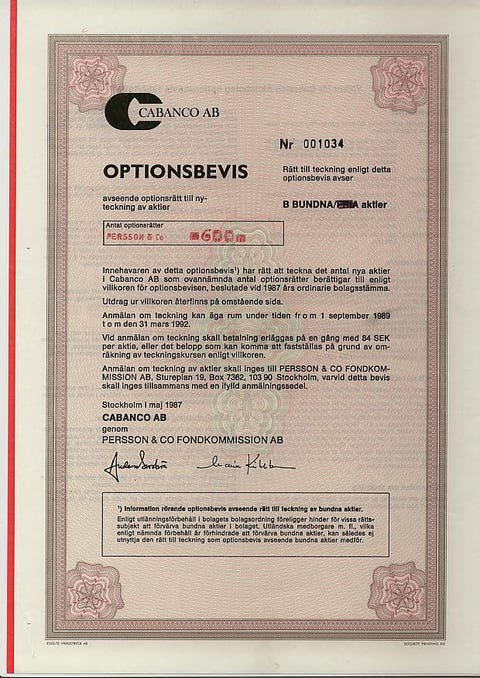 CABANCO AB
Nr 001034
OPTIONSBEVIS
Rätt till teckning enligt detta
optionsbevis avser
avseende optionsrätt till ny-
teckning av aktier
B BUNDNA/FRIA aktier
Antal optionsrätter
PERSSON & Co 600
Innehavaren av detta optionsbevis¹) har rätt att teckna det antal nya aktier
i Cabanco AB som ovannämnda antal optionsrätter berättigar till enligt
villkoren för optionsbevisen, beslutade vid 1987 års ordinarie bolagsstämma.
Utdrag ur villkoren återfinns på omstående sida.
Anmälan om teckning kan äga rum under tiden fr o m 1 september 1989
t o m den 31 mars 1992.
Vid anmälan om teckning skall betalning erläggas på en gång med 84 SEK
per aktie, eller det belopp som kan komma att fastställas på grund av om-
räkning av teckningskursen enligt villkoren.
Anmälan om teckning av aktier skall inges till PERSSON & CO FONDKOM-
MISSION AB, Stureplan 19, Box 7362, 103 90 Stockholm, varvid detta bevis
skall inges tillsammans med en ifylld anmälningssedel.
Stockholm i maj 1987
CABANCO AB
genom
PERSSON & CO FONDKOMMISSION AB
¹) Information rörande optionsbevis avseende rätt till teckning av bundna aktier.
Enligt utlänningsförbehåll i bolagets bolagsordning föreligger hinder för vissa rätts-
subjekt att förvärva bundna aktier i bolaget. Utländska medborgare m. fl., vilka
enligt nämnda förbehåll är förhindrade att förvärva bundna aktier, kan således ej
utnyttja den rätt till teckning som optionsbevis avseende bundna aktier medför.
ESSELTE VÄRDETRYCK AB
SECURITY PRINTING AB